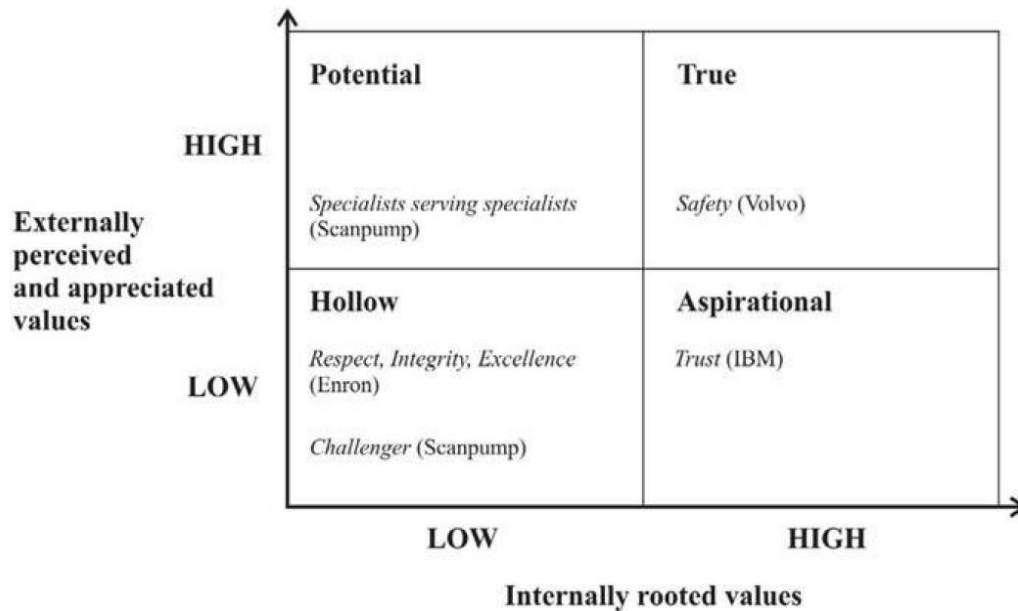 Potential
True
HIGH
Specialists serving specialists
(Scanpump)
Safety (Volvo)
Externally
perceived
and appreciated
values
Hollow
Aspirational
Respect, Integrity, Excellence
(Enron)
Trust (IBM)
LOW
Challenger (Scanpump)
LOW
HIGH
Internally rooted values